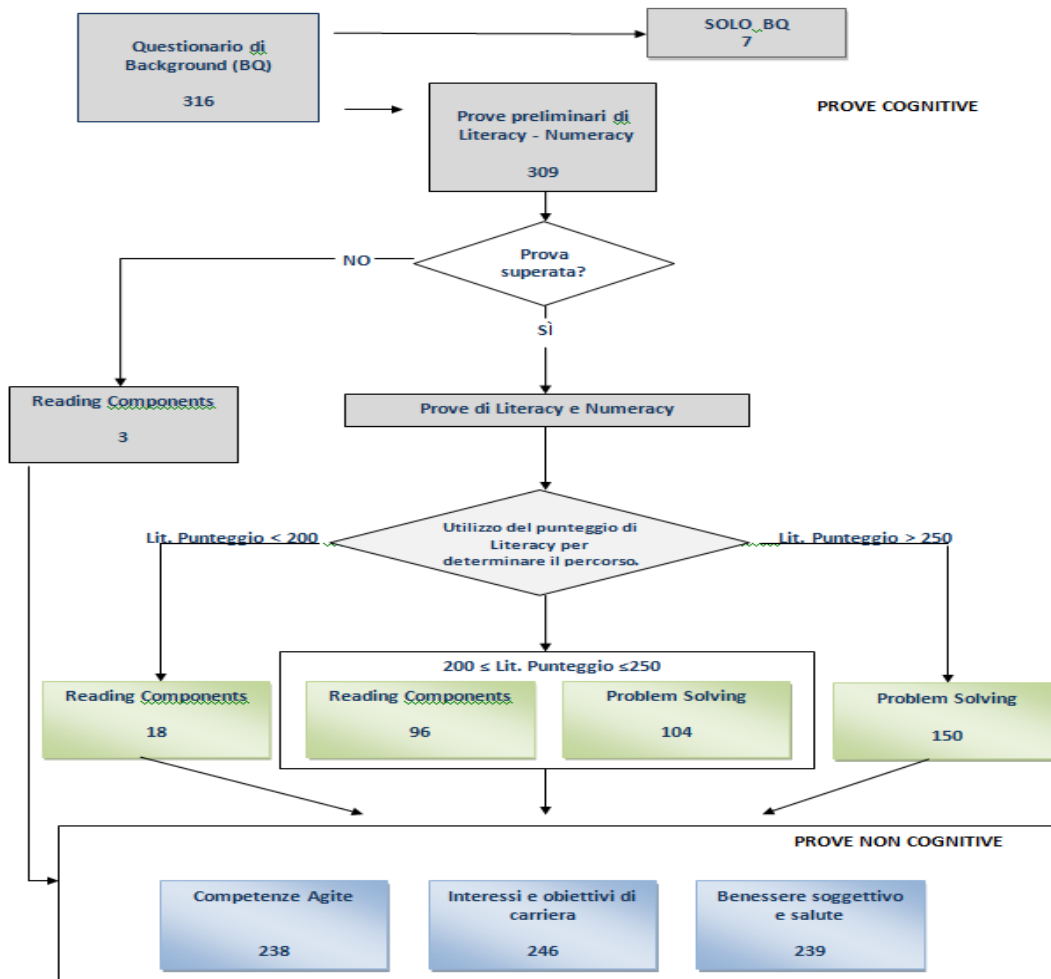 Questionario di
Background (BQ)
316
SOLO BQ
7
PROVE COGNITIVE
Prove preliminari di
Literacy - Numeracy
309
Prova
superata?
NO
SÌ
Reading Components
3
Prove di Literacy e Numeracy
Lit. Punteggio < 200
Utilizzo del punteggio di
Literacy per
determinare il percorso.
Lit. Punteggio > 250
200 ≤ Lit. Punteggio ≤250
Reading Components
18
Reading Components
96
Problem Solving
104
Problem Solving
150
PROVE NON COGNITIVE
Competenze Agite
238
Interessi e obiettivi di
carriera
246
Benessere soggettivo
e salute
239